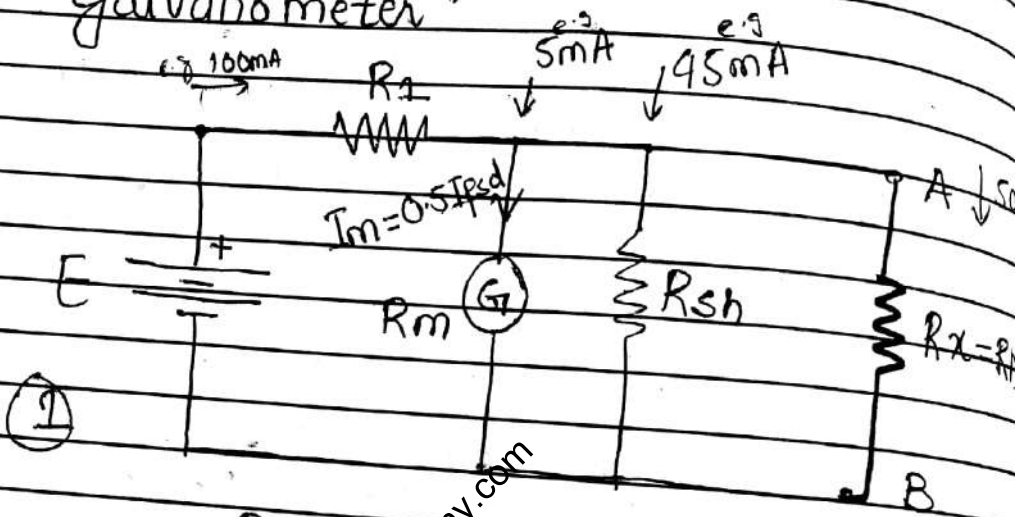 galvanometer
e.g 100mA
R1
e.g
5mA
e.g
45mA
Im=0.5Ifsd
E
+
Rm
G
Rsh
A
B
1